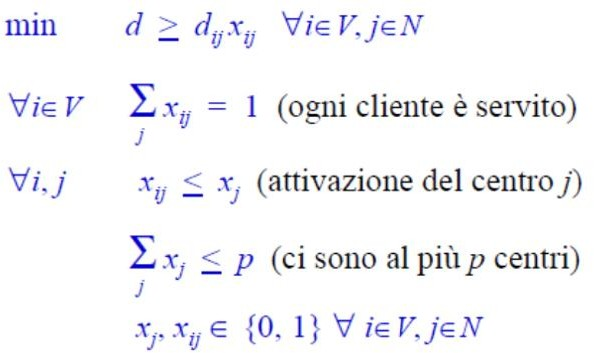 min d ≥ d_ij x_ij ∀i∈V, j∈N
∀i∈V ∑_j x_ij = 1 (ogni cliente è servito)
∀i, j x_ij ≤ x_j (attivazione del centro j)
∑_j x_j ≤ p (ci sono al più p centri)
x_j, x_ij ∈ {0, 1} ∀ i∈V, j∈N